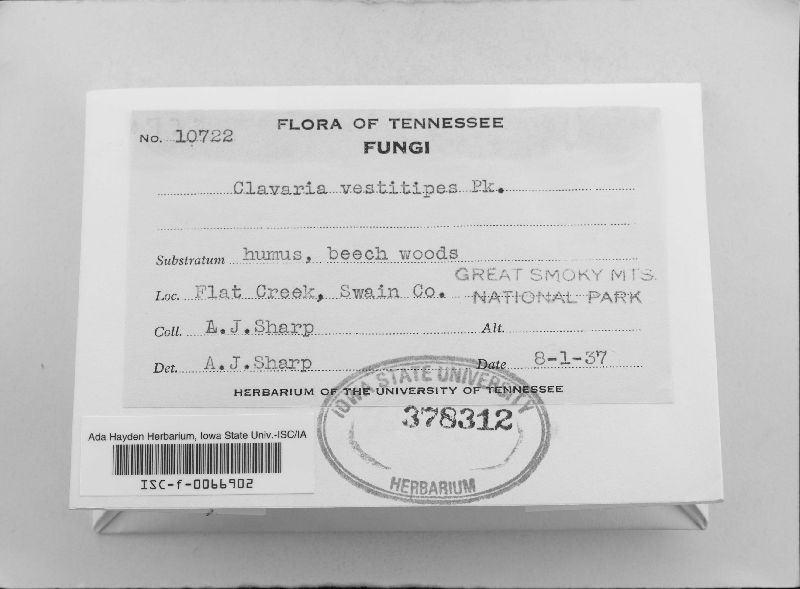 FLORA OF TENNESSEE
No. 10722
FUNGI
Clavaria vestitipes Pk.
Substratum humus, beech woods
GREAT SMOKY MTS.
NATIONAL PARK
Loc. Flat Creek, Swain Co.
Coll. A.J.Sharp Alt.
Det. A.J.Sharp Date 8-1-37
HERBARIUM OF THE UNIVERSITY OF TENNESSEE
IOWA STATE UNIVERSITY
378312
HERBARIUM
Ada Hayden Herbarium, Iowa State Univ.-ISC/IA
ISC-f-0066902